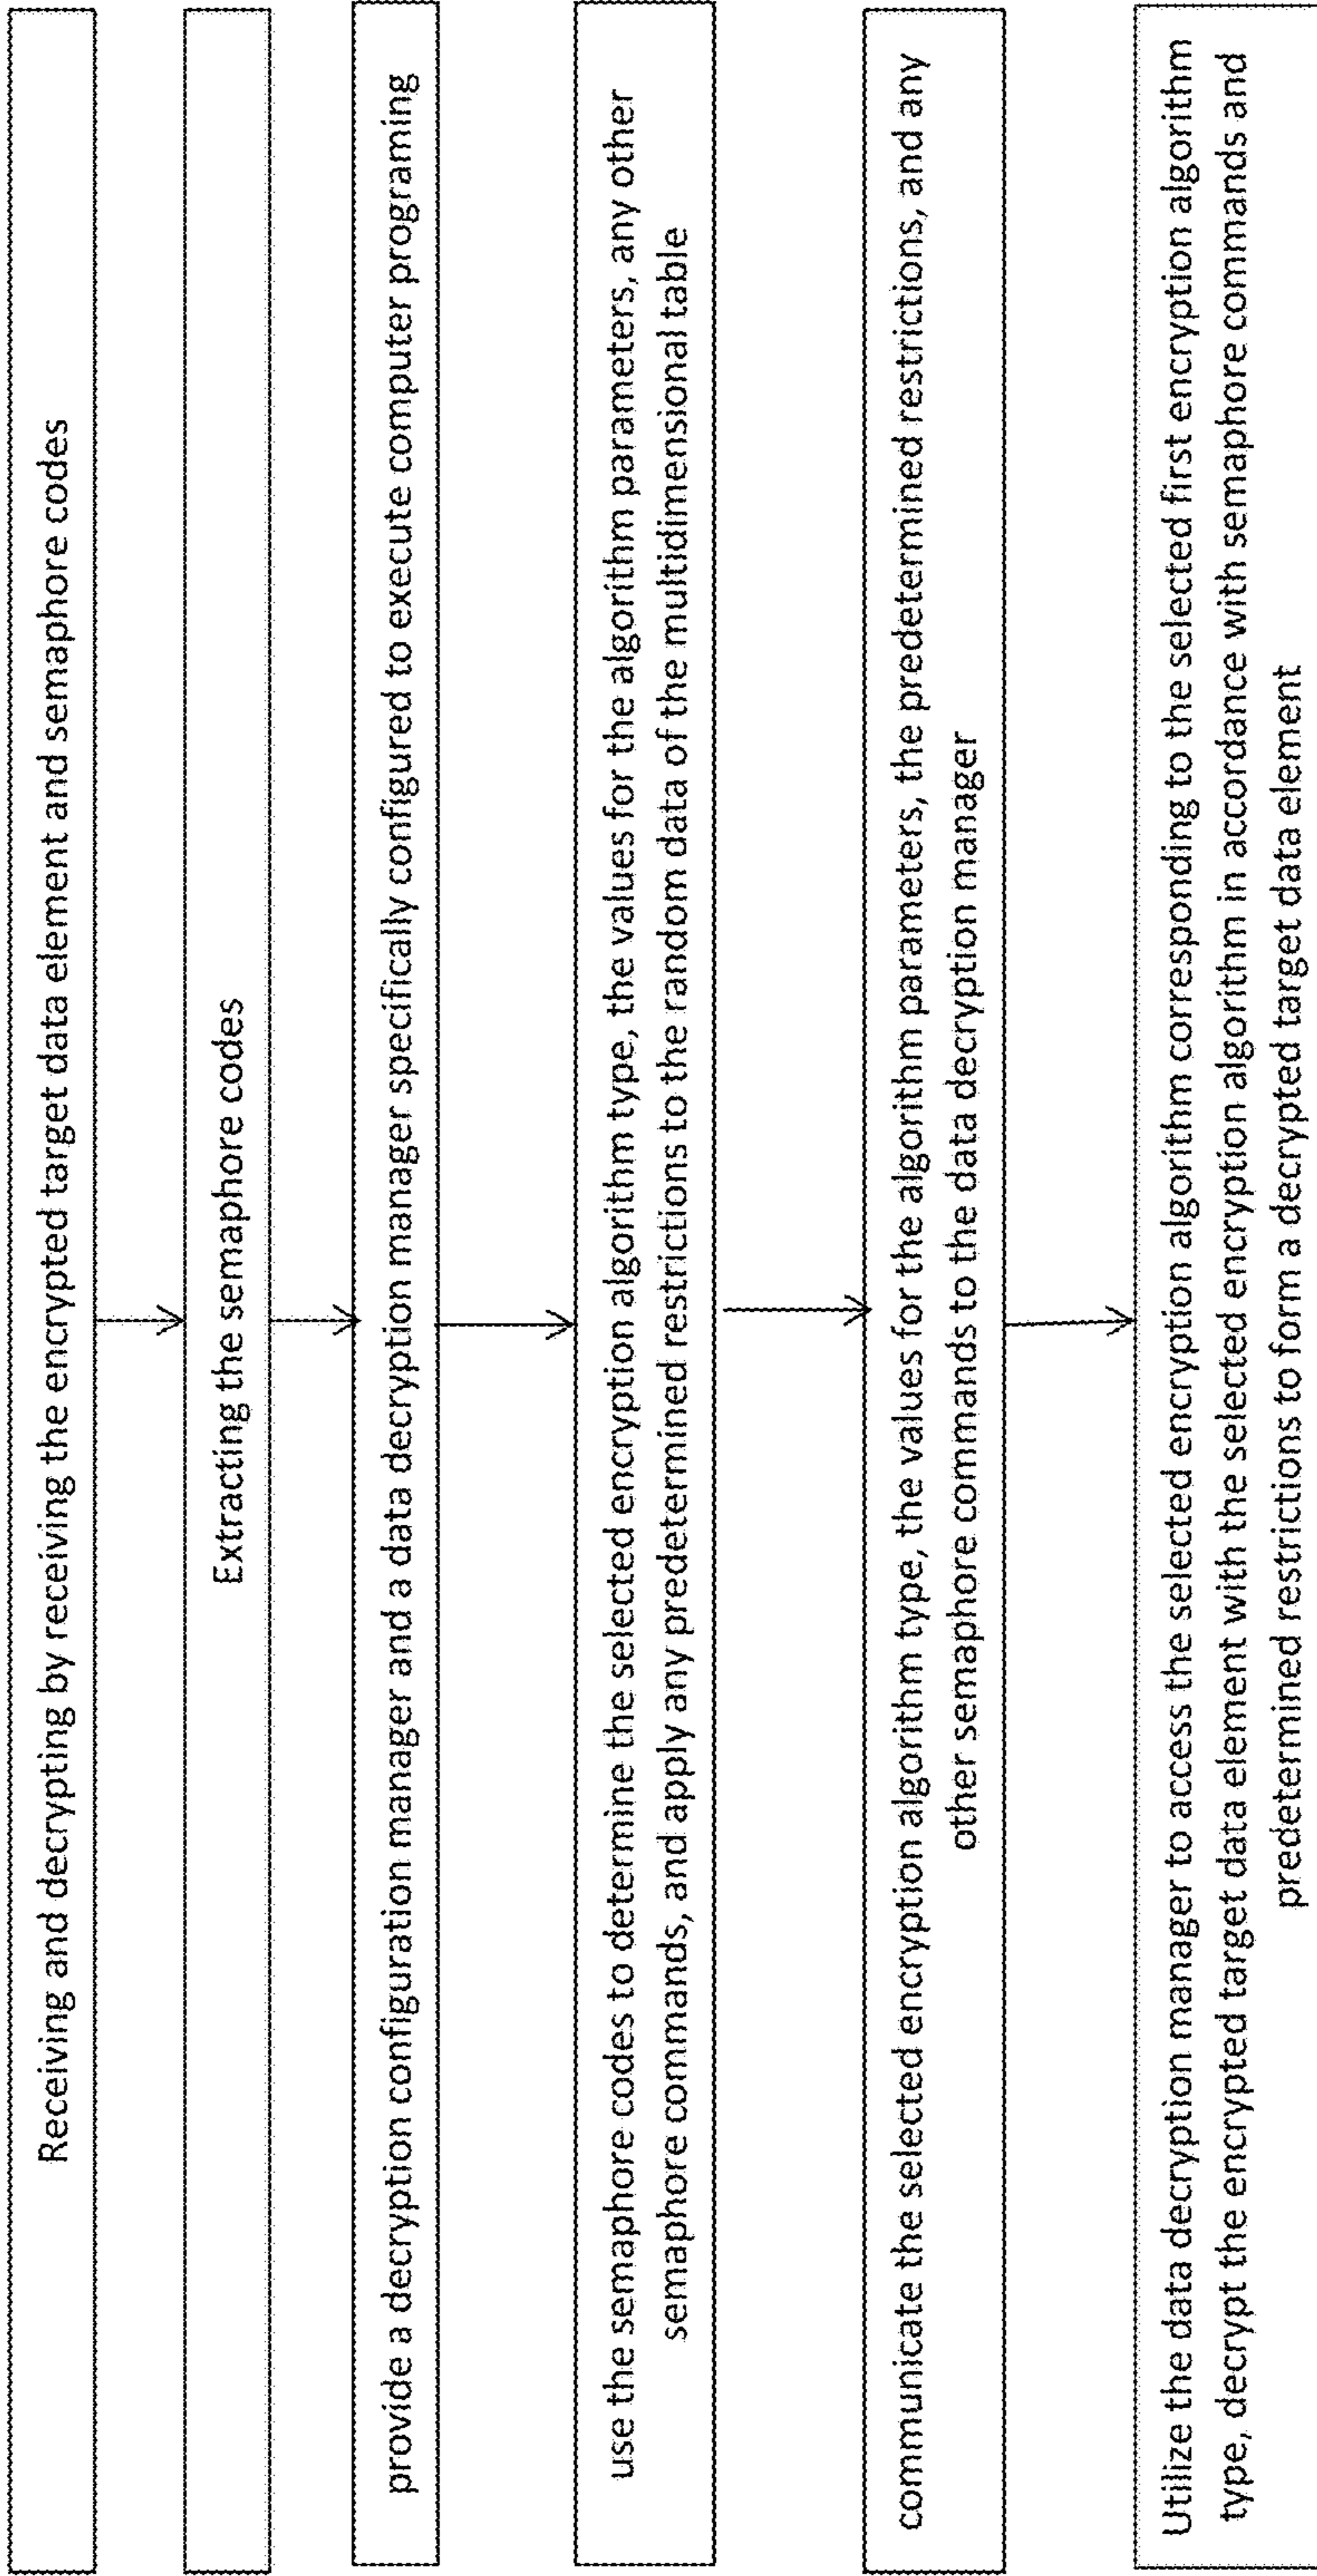 Receiving and decrypting by receiving the encrypted target data element and semaphore codes
Extracting the semaphore codes
provide a decryption configuration manager and a data decryption manager specifically configured to execute computer programing
use the semaphore codes to determine the selected encryption algorithm type, the values for the algorithm parameters, any other
semaphore commands, and apply any predetermined restrictions to the random data of the multidimensional table
communicate the selected encryption algorithm type, the values for the algorithm parameters, the predetermined restrictions, and any
other semaphore commands to the data decryption manager
Utilize the data decryption manager to access the selected encryption algorithm corresponding to the selected first encryption algorithm
type, decrypt the encrypted target data element with the selected encryption algorithm in accordance with semaphore commands and
predetermined restrictions to form a decrypted target data element